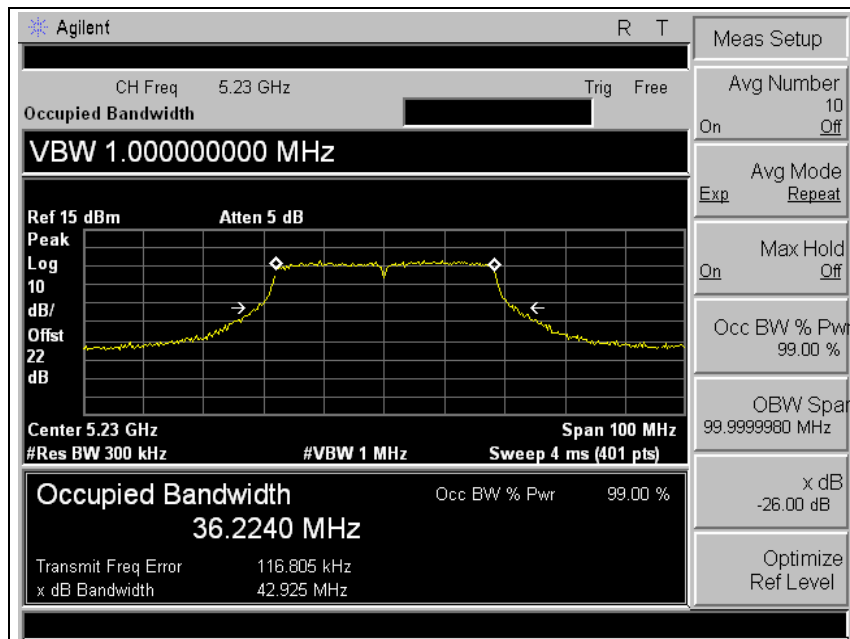 Agilent R T
CH Freq 5.23 GHz Trig Free
Occupied Bandwidth
VBW 1.000000000 MHz
Ref 15 dBm Atten 5 dB
Peak
Log
10
dB/
Offst
22
dB
Center 5.23 GHz Span 100 MHz
#Res BW 300 kHz #VBW 1 MHz Sweep 4 ms (401 pts)
Occupied Bandwidth Occ BW % Pwr 99.00 %
36.2240 MHz
Transmit Freq Error 116.805 kHz
x dB Bandwidth 42.925 MHz
Meas Setup
Avg Number
10
On Off
Avg Mode
Exp Repeat
Max Hold
On Off
Occ BW % Pwr
99.00 %
OBW Spar
99.9999980 MHz
x dB
-26.00 dB
Optimize
Ref Level